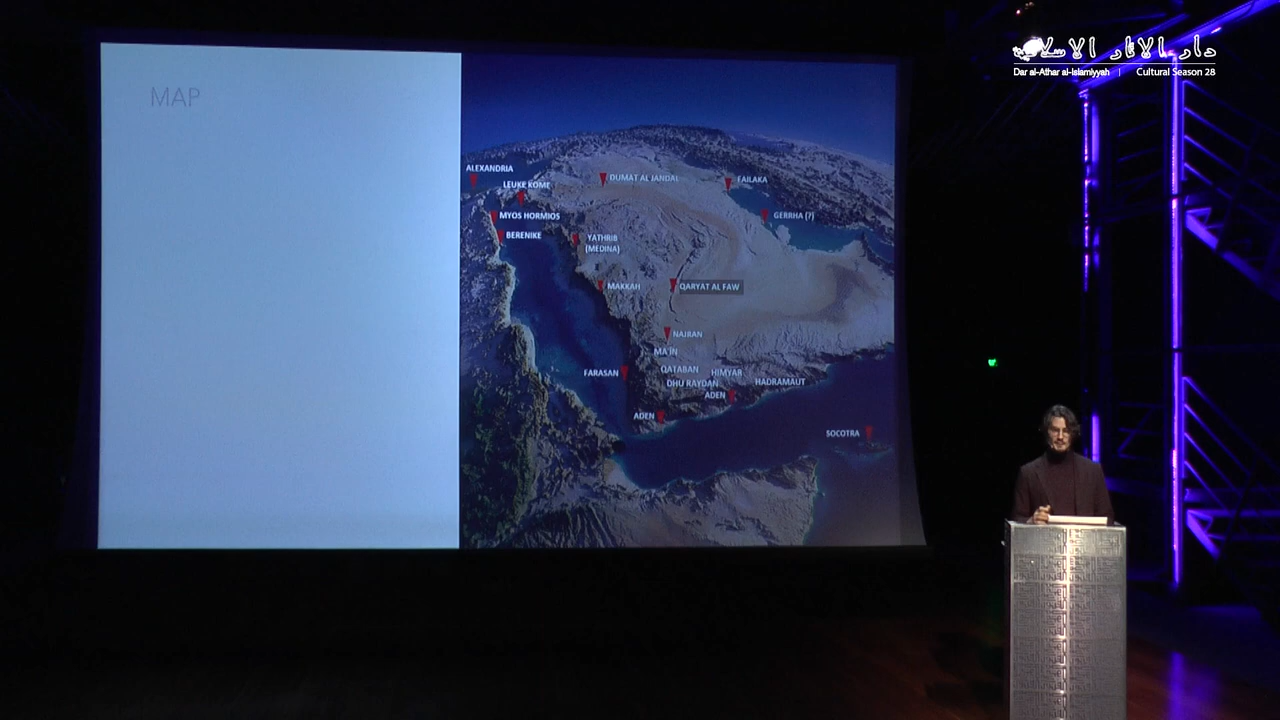 دار الآثار الإسلامية
Dar al-Athar al-Islamiyyah | Cultural Season 28
MAP
ALEXANDRIA
LEUKE KOME
DUMAT AL JANDAL
FAILAKA
MYOS HORMIOS
GERRHA (?)
BERENIKE
YATHRIB
(MEDINA)
MAKKAH
QARYAT AL FAW
NAJRAN
MA'IN
FARASAN
QATABAN
HIMYAR
DHU RAYDAN
HADRAMAUT
ADEN
ADEN
SOCOTRA